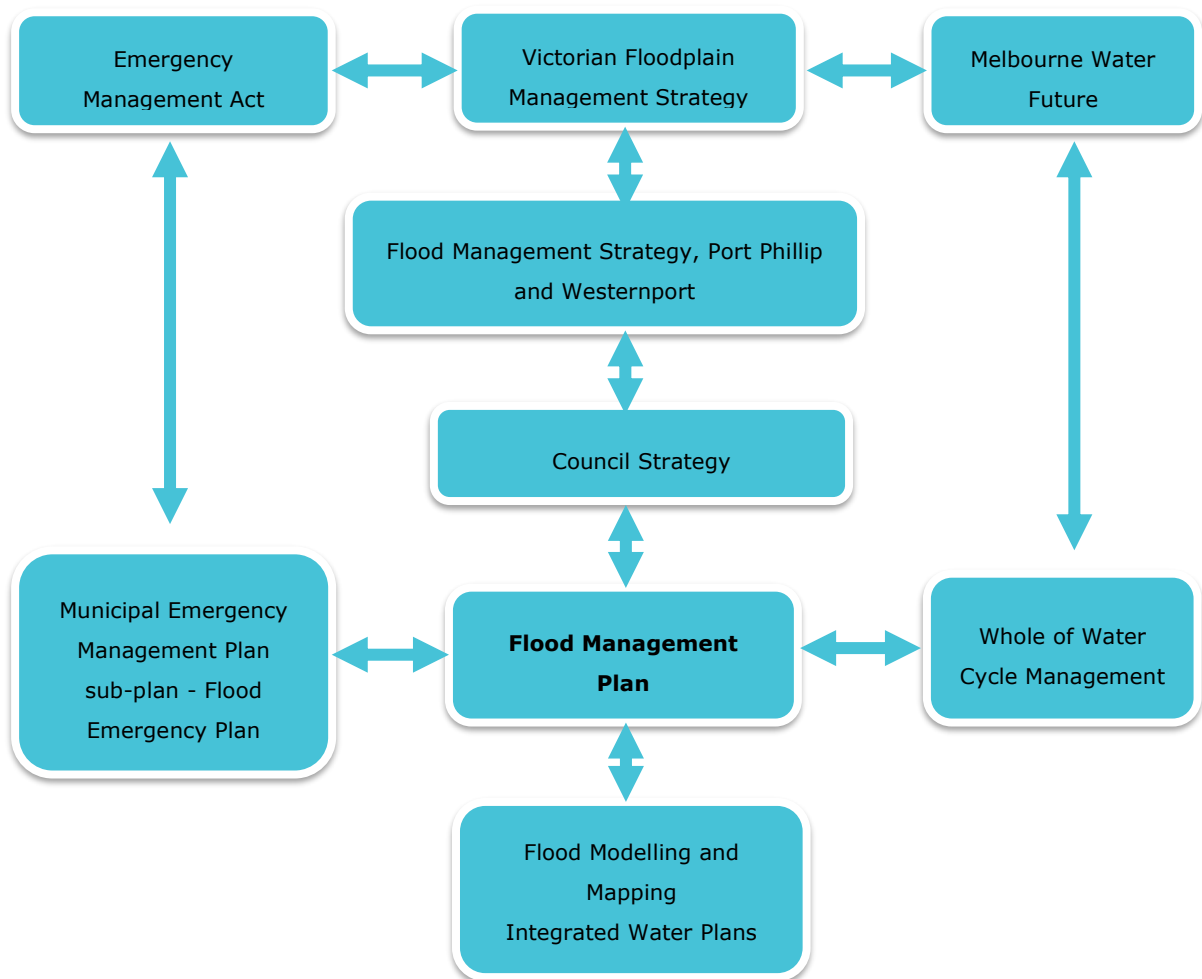 Emergency
Management Act
Victorian Floodplain
Management Strategy
Melbourne Water
Future
Flood Management Strategy, Port Phillip
and Westernport
Council Strategy
Municipal Emergency
Management Plan
sub-plan - Flood
Emergency Plan
Flood Management
Plan
Whole of Water
Cycle Management
Flood Modelling and
Mapping
Integrated Water Plans